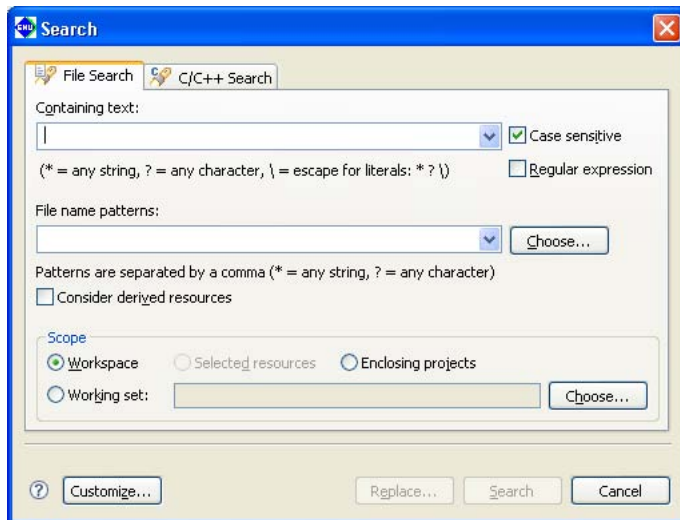 GNU Search
File Search C/C++ Search
Containing text:
Case sensitive
(* = any string, ? = any character, \ = escape for literals: * ? \) Regular expression
File name patterns:
Choose...
Patterns are separated by a comma (* = any string, ? = any character)
Consider derived resources
Scope
Workspace Selected resources Enclosing projects
Working set: Choose...
? Customize... Replace... Search Cancel